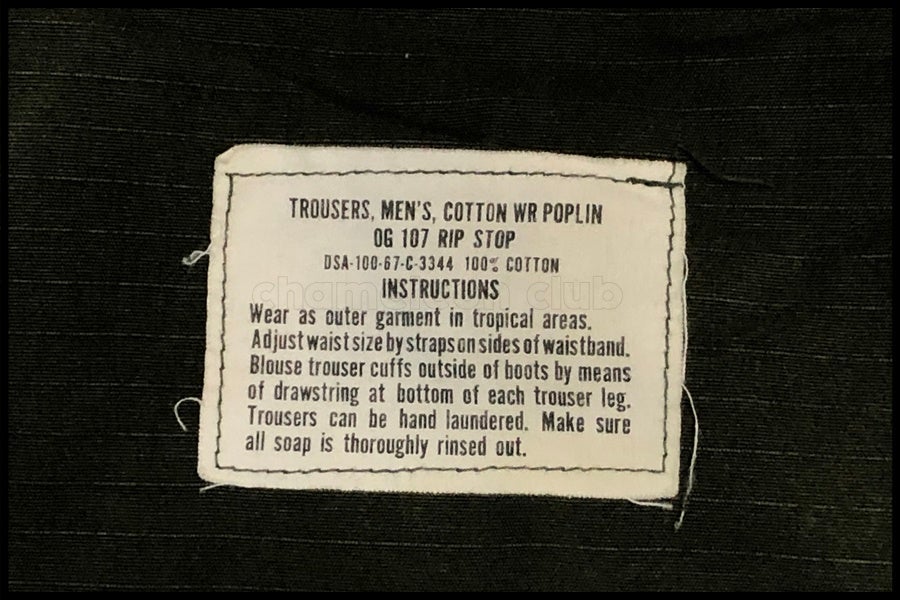 TROUSERS, MEN'S, COTTON WR POPLIN
OG 107 RIP STOP
DSA-100-67-C-3344 100% COTTON
INSTRUCTIONS
chamaeleon club
Wear as outer garment in tropical areas.
Adjust waist size by straps on sides of waistband.
Blouse trouser cuffs outside of boots by means
of drawstring at bottom of each trouser leg.
Trousers can be hand laundered. Make sure
all soap is thoroughly rinsed out.